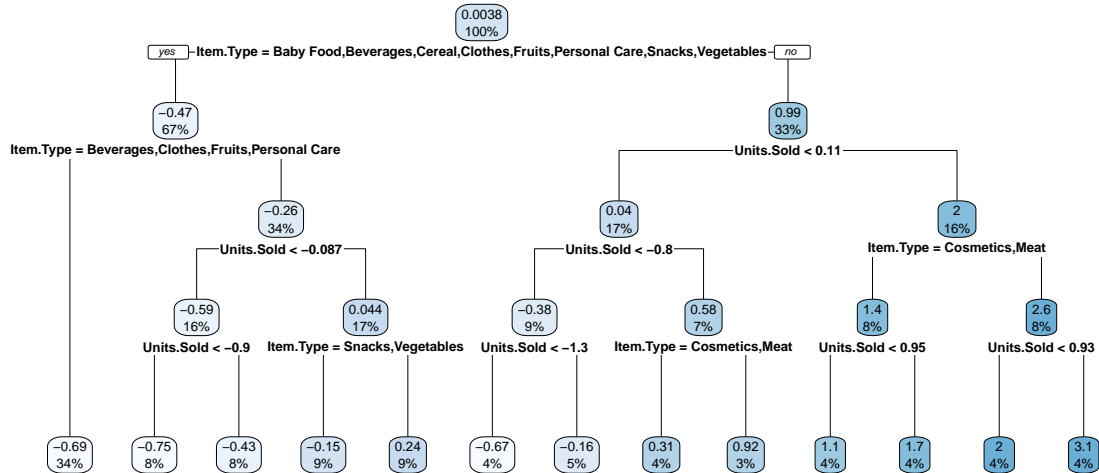 0.0038
100%
yes Item.Type = Baby Food,Beverages,Cereal,Clothes,Fruits,Personal Care,Snacks,Vegetables no
−0.47 0.99
67% 33%
Item.Type = Beverages,Clothes,Fruits,Personal Care Units.Sold < 0.11
−0.26 0.04 2
34% 17% 16%
Units.Sold < −0.087 Units.Sold < −0.8 Item.Type = Cosmetics,Meat
−0.59 0.044 −0.38 0.58 1.4 2.6
16% 17% 9% 7% 8% 8%
Units.Sold < −0.9 Item.Type = Snacks,Vegetables Units.Sold < −1.3 Item.Type = Cosmetics,Meat Units.Sold < 0.95 Units.Sold < 0.93
−0.69 −0.75 −0.43 −0.15 0.24 −0.67 −0.16 0.31 0.92 1.1 1.7 2 3.1
34% 8% 8% 9% 9% 4% 5% 4% 3% 4% 4% 4% 4%